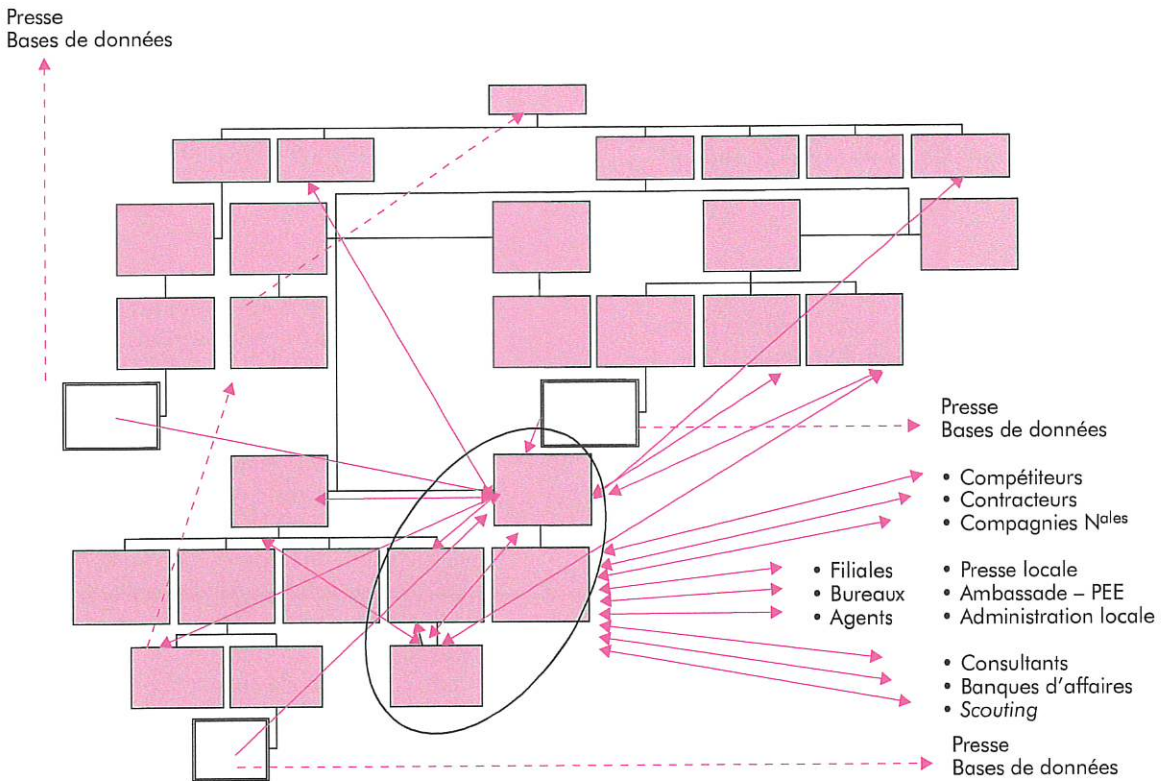 Presse
Bases de données
Presse
Bases de données
• Compétiteurs
• Contracteurs
• Compagnies Nales
• Filiales
• Bureaux
• Agents
• Presse locale
• Ambassade – PEE
• Administration locale
• Consultants
• Banques d'affaires
• Scouting
Presse
Bases de données